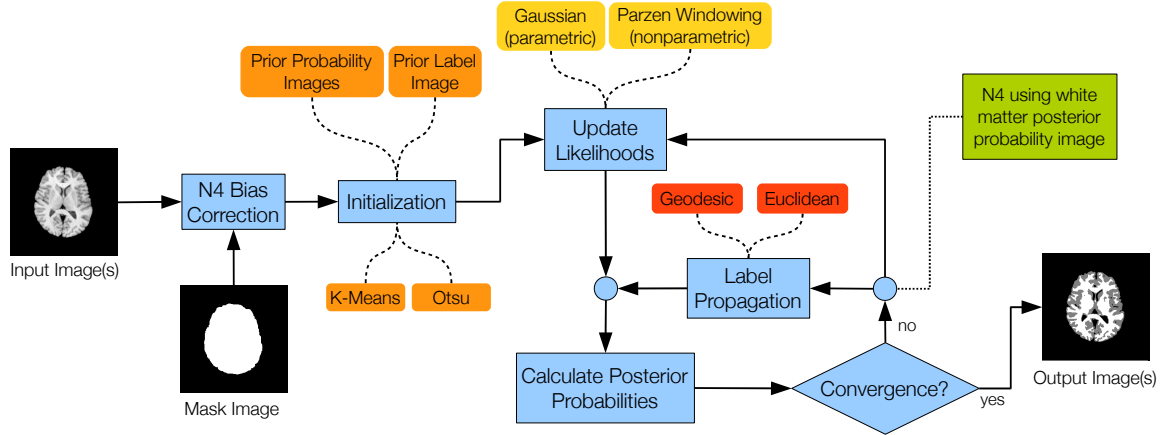 Gaussian
(parametric)
Parzen Windowing
(nonparametric)
Prior Probability
Images
Prior Label
Image
N4 using white
matter posterior
probability image
Update
Likelihoods
N4 Bias
Correction
Initialization
Geodesic
Euclidean
Input Image(s)
K-Means
Otsu
Label
Propagation
no
Calculate Posterior
Probabilities
Convergence?
yes
Output Image(s)
Mask Image